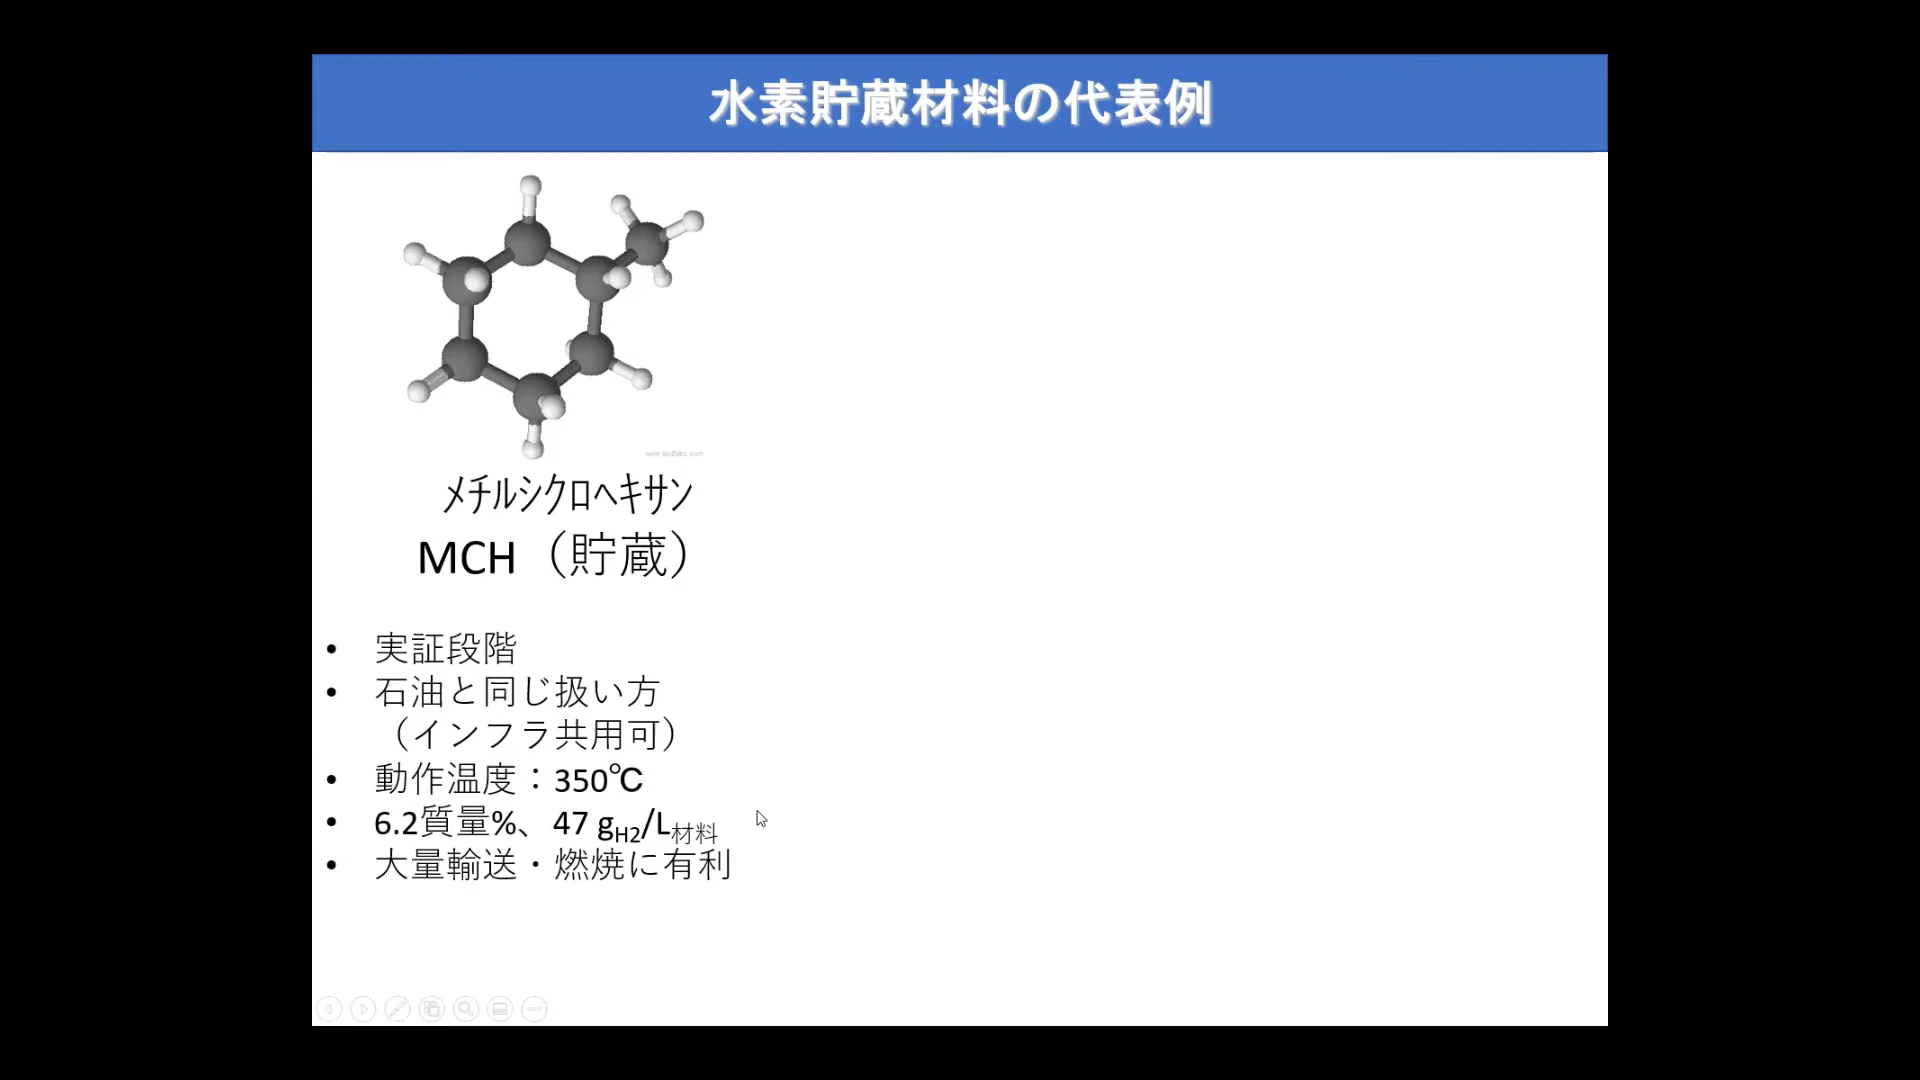 水素貯蔵材料の代表例
www.acdlabs.com
ﾒﾁﾙｼｸﾛﾍｷｻﾝ
MCH（貯蔵）
• 実証段階
• 石油と同じ扱い方
（インフラ共用可）
• 動作温度：350℃
• 6.2質量%、47 gH2/L材料
• 大量輸送・燃焼に有利